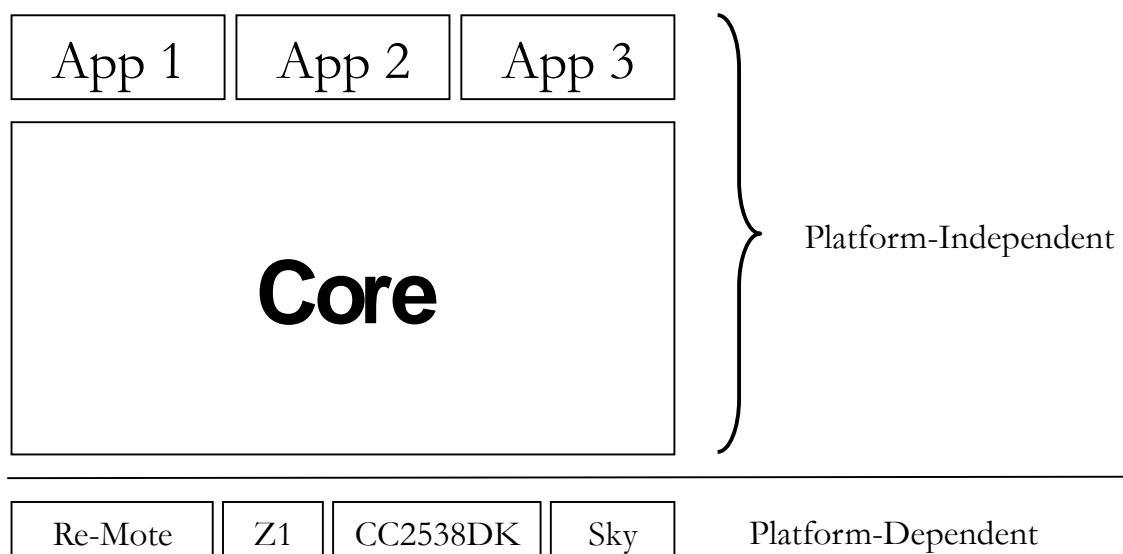 App 1 App 2 App 3
Core
Platform-Independent
Re-Mote Z1 CC2538DK Sky Platform-Dependent